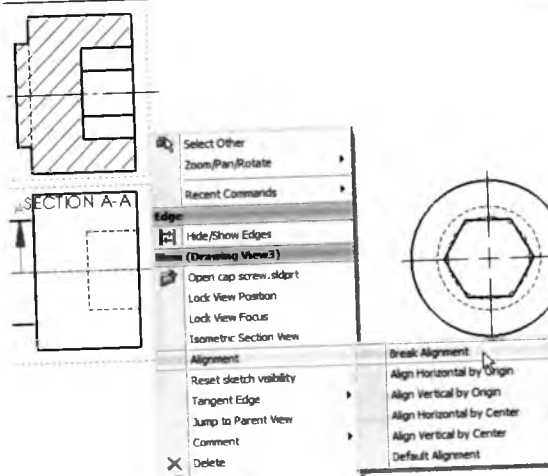 SECTION A-A
Select Other
Zoom/Pan/Rotate
Recent Commands
Edge
Hide/Show Edges
(Drawing View3)
Open cap screw.sldprt
Lock View Position
Lock View Focus
Isometric Section View
Alignment
Reset sketch visibility
Tangent Edge
Jump to Parent View
Comment
Delete
Break Alignment
Align Horizontal by Origin
Align Vertical by Origin
Align Horizontal by Center
Align Vertical by Center
Default Alignment